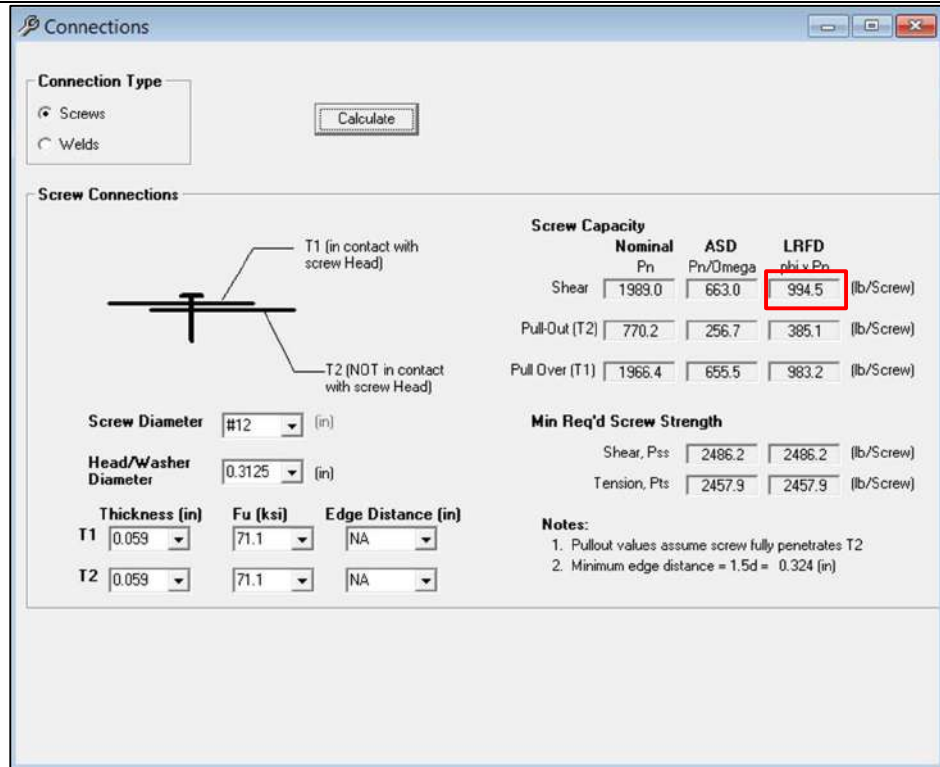 Connections
Connection Type
Screws
Welds
Calculate
Screw Connections
T1 (in contact with
screw Head)
T2 (NOT in contact
with screw Head)
Screw Diameter #12 (in)
Head/Washer
Diameter 0.3125 (in)
Thickness (in) Fu (ksi) Edge Distance (in)
T1 0.059 71.1 NA
T2 0.059 71.1 NA
Screw Capacity
Nominal ASD LRFD
Pn Pn/Omega phi x Pn
Shear 1989.0 663.0 994.5 (lb/Screw)
Pull-Out (T2) 770.2 256.7 385.1 (lb/Screw)
Pull Over (T1) 1966.4 655.5 983.2 (lb/Screw)
Min Req'd Screw Strength
Shear, Pss 2486.2 2486.2 (lb/Screw)
Tension, Pts 2457.9 2457.9 (lb/Screw)
Notes:
1. Pullout values assume screw fully penetrates T2
2. Minimum edge distance = 1.5d = 0.324 (in)